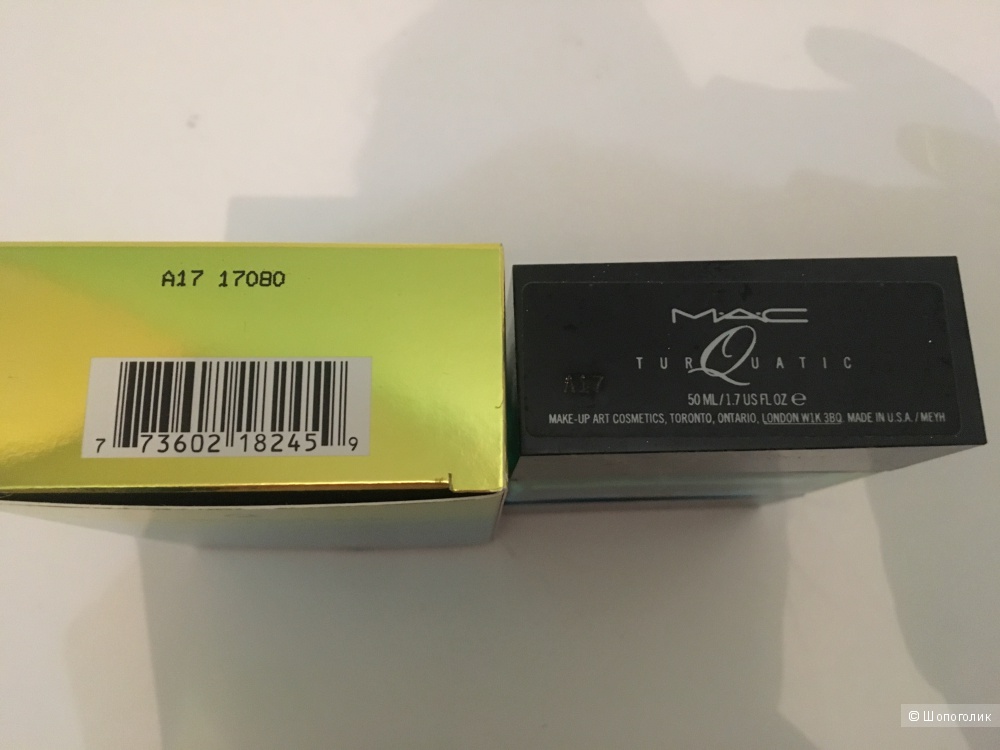 A17 17080
7 73602 18245 9
MAC
TURQUATIC
A17
50 ML/1.7 US FL OZ ℮
MAKE-UP ART COSMETICS, TORONTO, ONTARIO, LONDON W1K 3BQ. MADE IN U.S.A. / MEYH
© Шопоголик